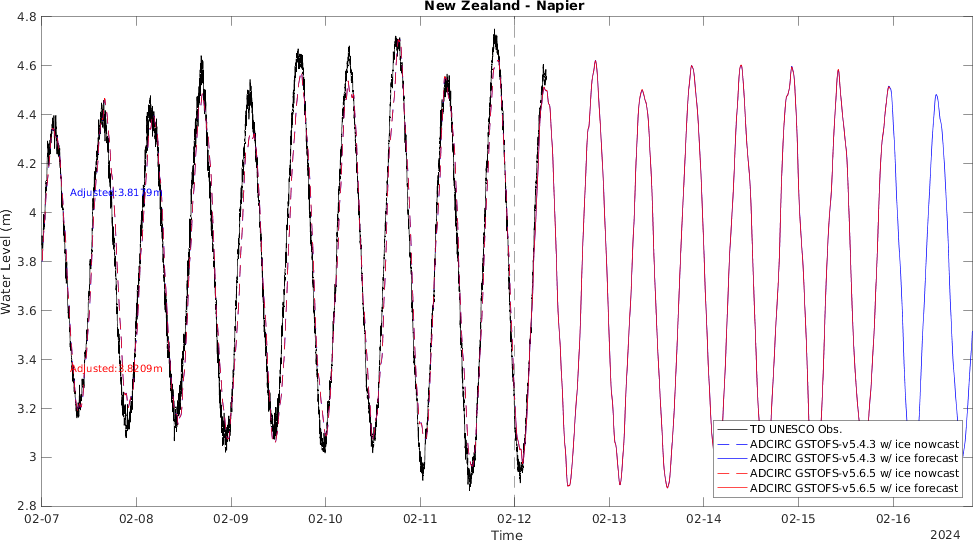 New Zealand - Napier
4.8
4.6
4.4
4.2
4
3.8
3.6
3.4
3.2
3
2.8
Water Level (m)
Adjusted:3.8179m
Adjusted:3.8209m
TD UNESCO Obs.
ADCIRC GSTOFS-v5.4.3 w/ ice nowcast
ADCIRC GSTOFS-v5.4.3 w/ ice forecast
ADCIRC GSTOFS-v5.6.5 w/ ice nowcast
ADCIRC GSTOFS-v5.6.5 w/ ice forecast
02-07 02-08 02-09 02-10 02-11 02-12 02-13 02-14 02-15 02-16
Time
2024